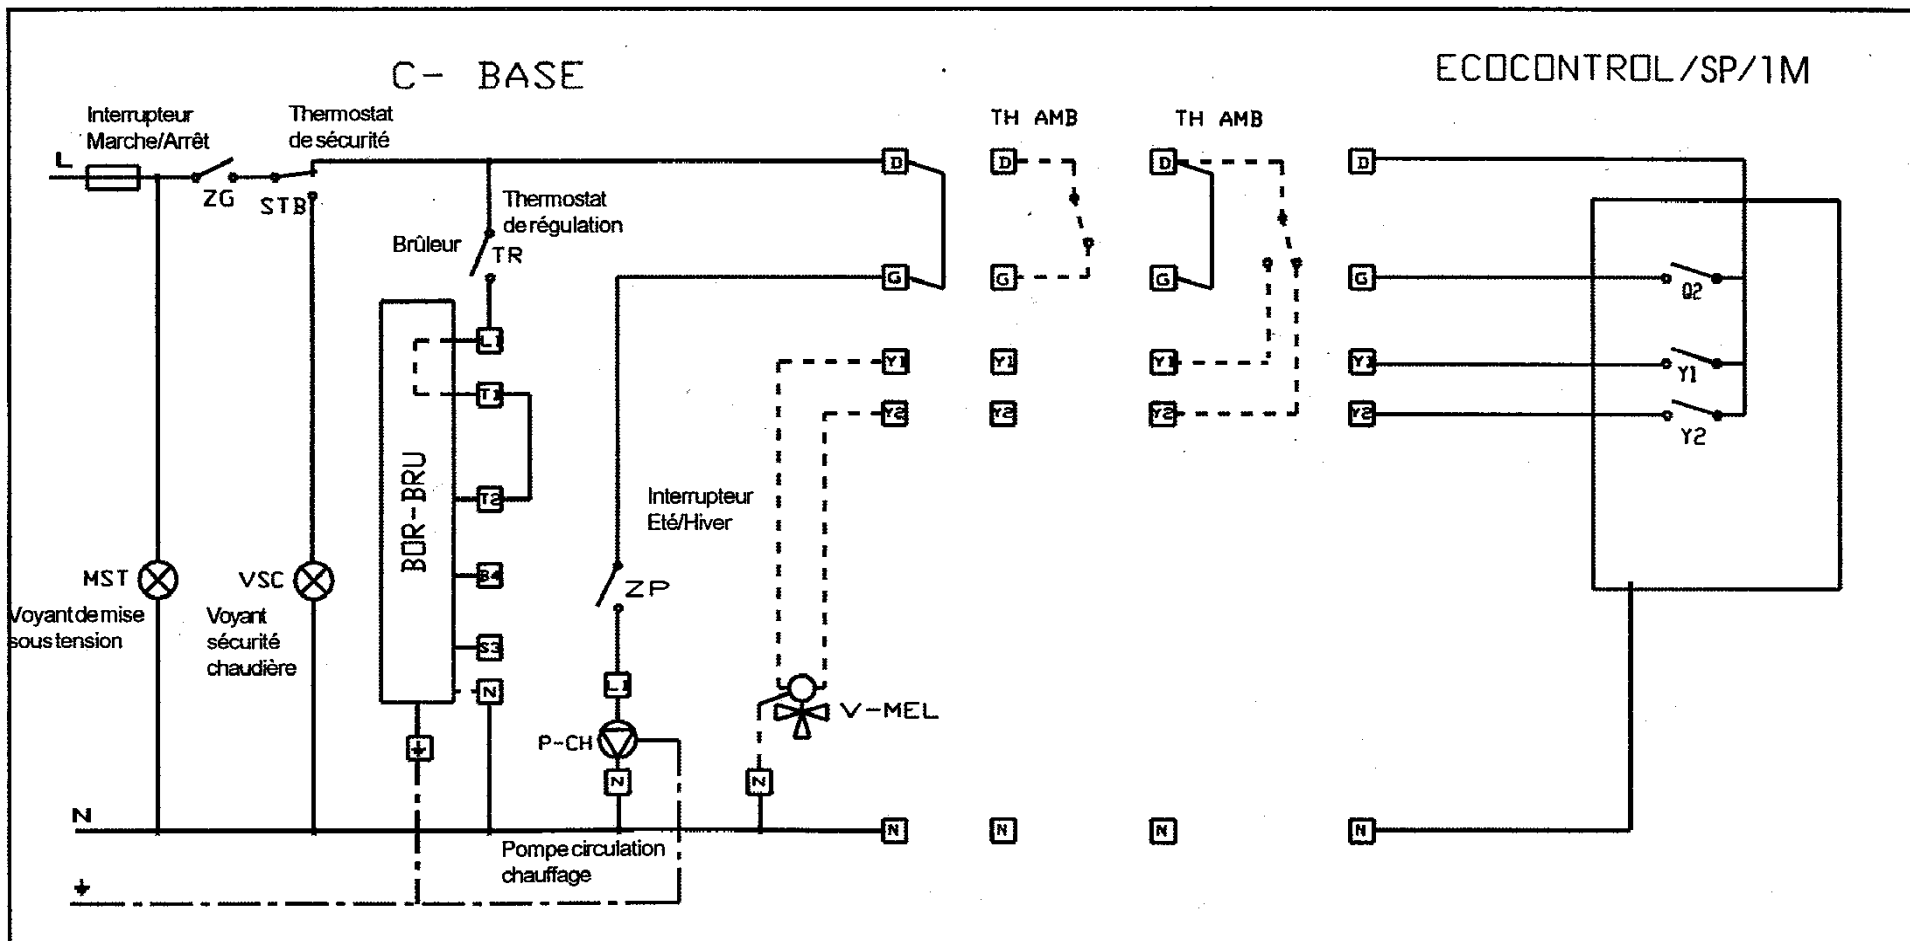 C- BASE
ECOCONTROL/SP/1M
Interrupteur
Marche/Arrêt
Thermostat
de sécurité
TH AMB
TH AMB
L
ZG
STB
D
D
D
D
Thermostat
de régulation
Brûleur
TR
G
G
G
G
Q2
L1
Y1
Y1
Y1
Y1
Y1
T1
Y2
Y2
Y2
Y2
Y2
BOR-BRU
T2
Interrupteur
Eté/Hiver
MST
VSC
B4
ZP
Voyant de mise
sous tension
Voyant
sécurité
chaudière
S3
N
L1
V-MEL
P-CH
N
N
N
N
N
N
N
Pompe circulation
chauffage